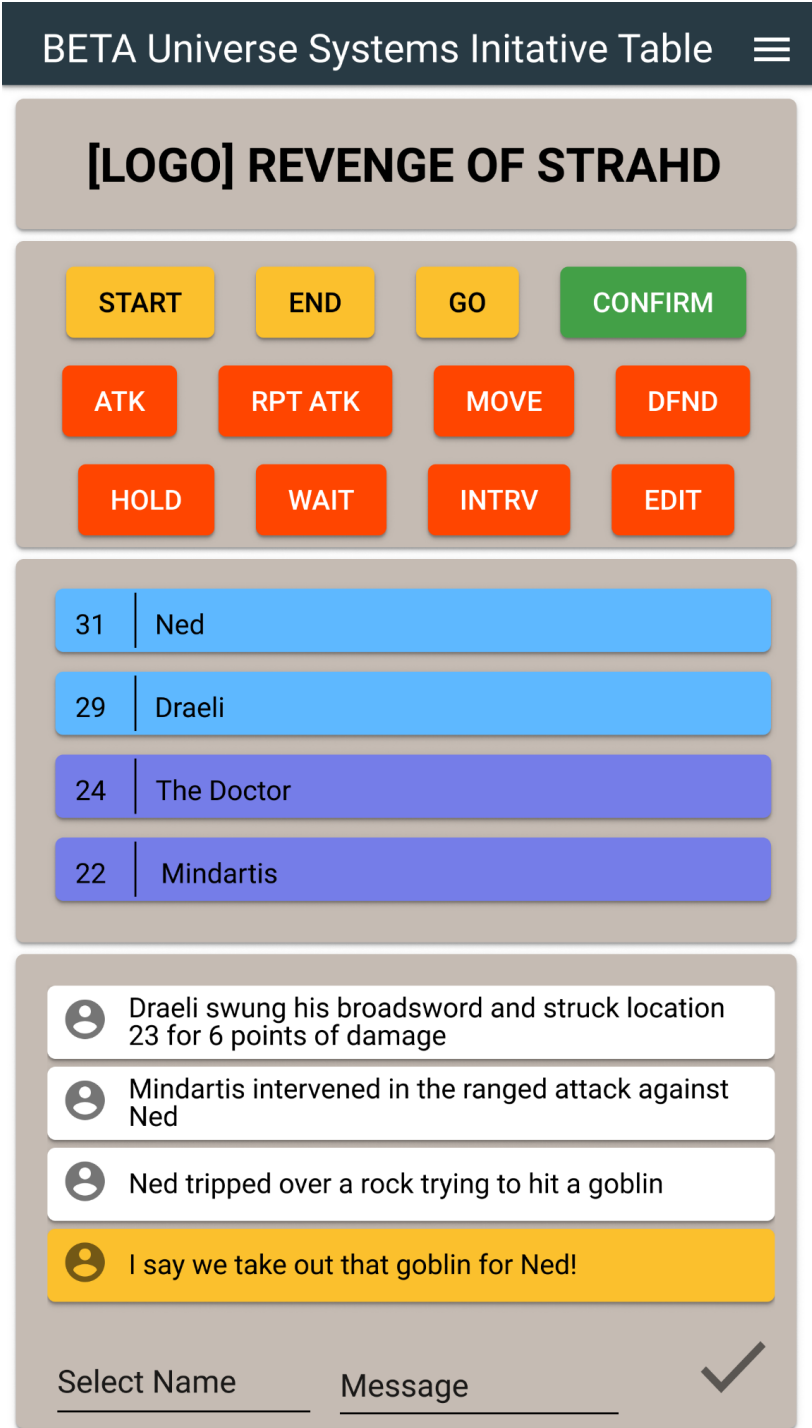 BETA Universe Systems Initative Table
[LOGO] REVENGE OF STRAHD
START END GO CONFIRM
ATK RPT ATK MOVE DFND
HOLD WAIT INTRV EDIT
31 Ned
29 Draeli
24 The Doctor
22 Mindartis
Draeli swung his broadsword and struck location
23 for 6 points of damage
Mindartis intervened in the ranged attack against
Ned
Ned tripped over a rock trying to hit a goblin
I say we take out that goblin for Ned!
Select Name Message